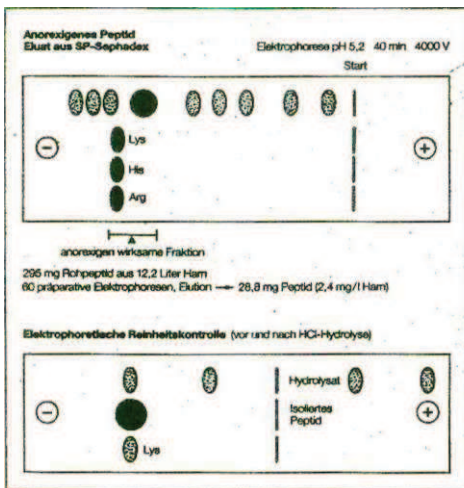 Anorexigenes Peptid
Eluat aus SP-Sephadex
Elektrophorese pH 5,2 40 min 4000 V
Start
Lys
His
Arg
anorexigen wirksame Fraktion
295 mg Rohpeptid aus 12,2 Liter Harn
60 präparative Elektrophoresen, Elution → 28,8 mg Peptid (2,4 mg/l Harn)
Elektrophoretische Reinheitskontrolle (vor und nach HCl-Hydrolyse)
Hydrolysat
Isoliertes
Peptid
Lys